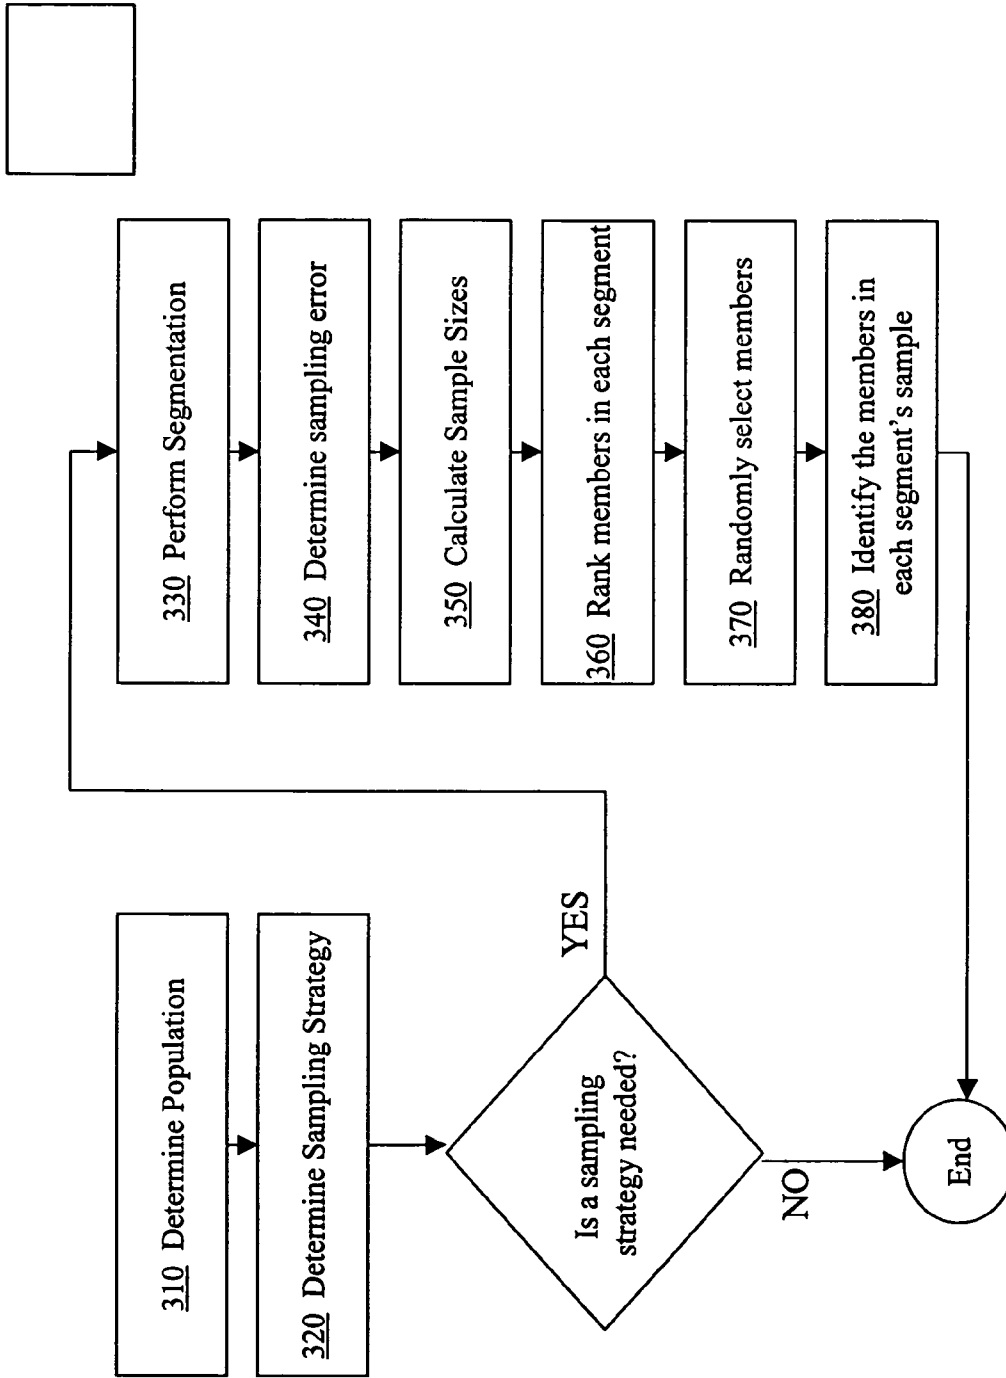 310 Determine Population
320 Determine Sampling Strategy
Is a sampling
strategy needed?
YES
NO
330 Perform Segmentation
340 Determine sampling error
350 Calculate Sample Sizes
360 Rank members in each segment
370 Randomly select members
380 Identify the members in
each segment's sample
End